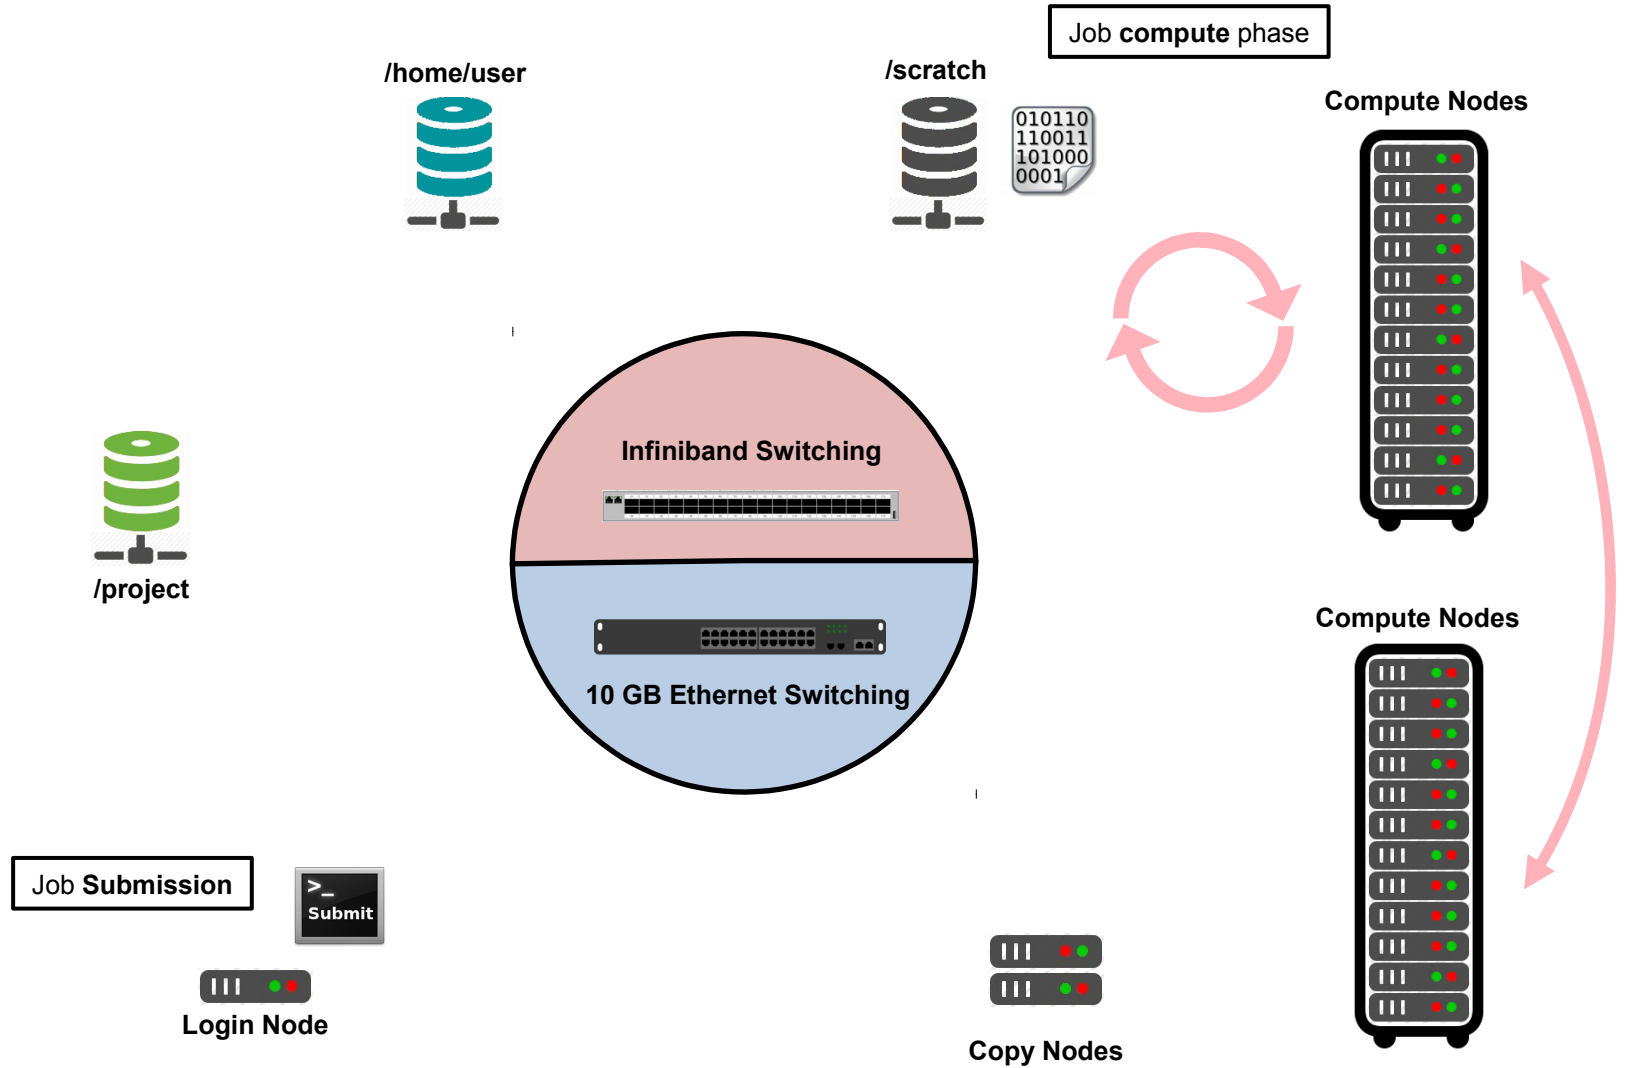 Job compute phase
/home/user
/scratch
Compute Nodes
010110
110011
101000
0001
Infiniband Switching
/project
Compute Nodes
10 GB Ethernet Switching
Job Submission
>_
Submit
Login Node
Copy Nodes